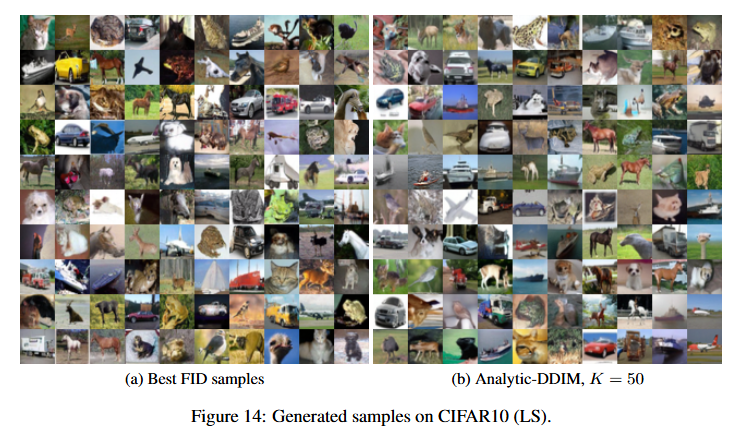 (a) Best FID samples
(b) Analytic-DDIM, K = 50
Figure 14: Generated samples on CIFAR10 (LS).